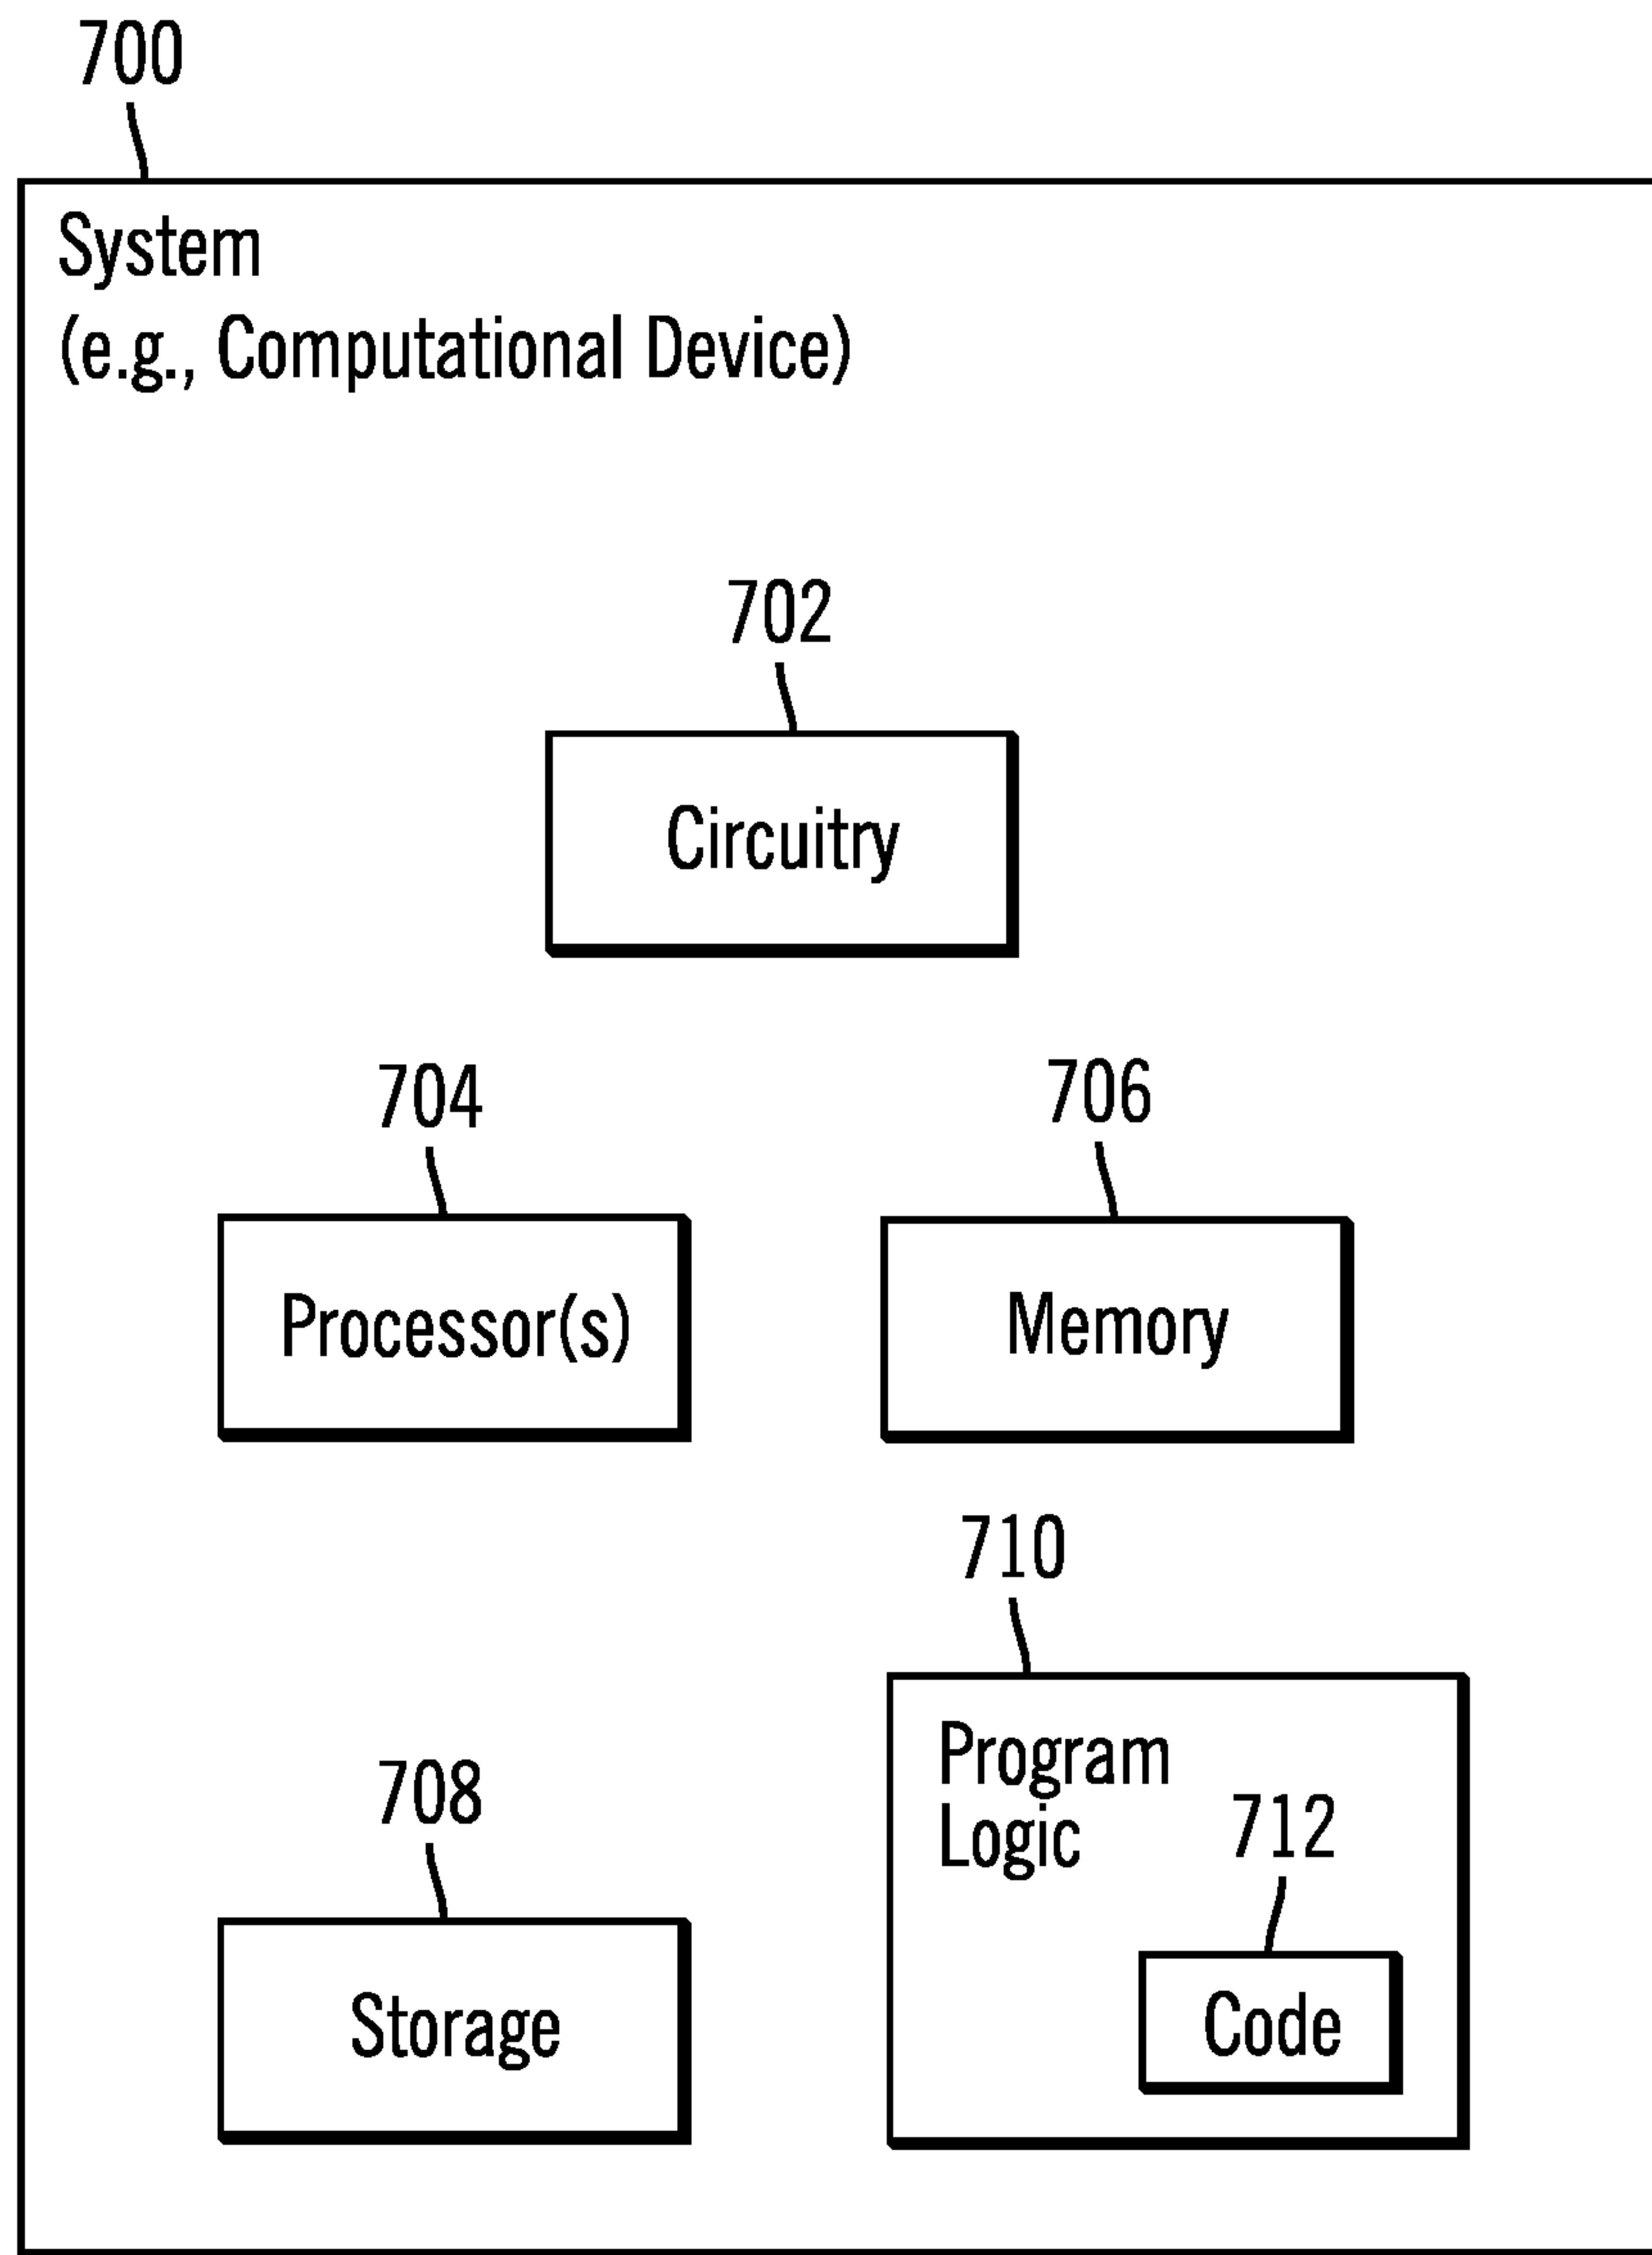 700
System
(e.g., Computational Device)
702
Circuitry
704
706
Processor(s)
Memory
710
Program
Logic
708
712
Storage
Code